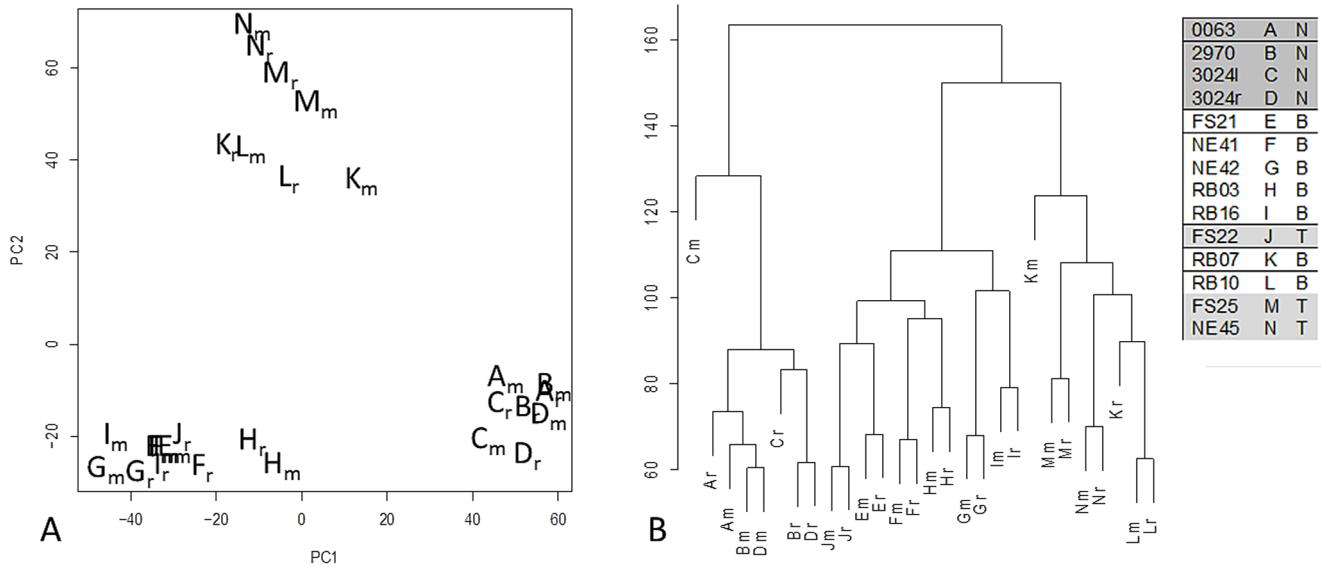 Nm
Nr
Mr
Mm
Kr
Lm
Lr
Km
Am
B
A m
Cr
Br
Dm
Cm
Dr
Im
Jr
E
Gm
Gr
Ir
Fr
Hr
Hm
60
40
20
0
-20
PC2
-40
-20
0
20
40
60
PC1
A
160
140
120
100
80
60
Cm
Ar
Am
Bm
Dm
Cr
Br
Dr
Jm
Jr
Em
Er
Fm
Fr
Hm
Hr
Gm
Gr
Im
Ir
Km
Mm
Mr
Nm
Nr
Kr
Lm
Lr
B
0063 A N
2970 B N
3024l C N
3024r D N
FS21 E B
NE41 F B
NE42 G B
RB03 H B
RB16 I B
FS22 J T
RB07 K B
RB10 L B
FS25 M T
NE45 N T